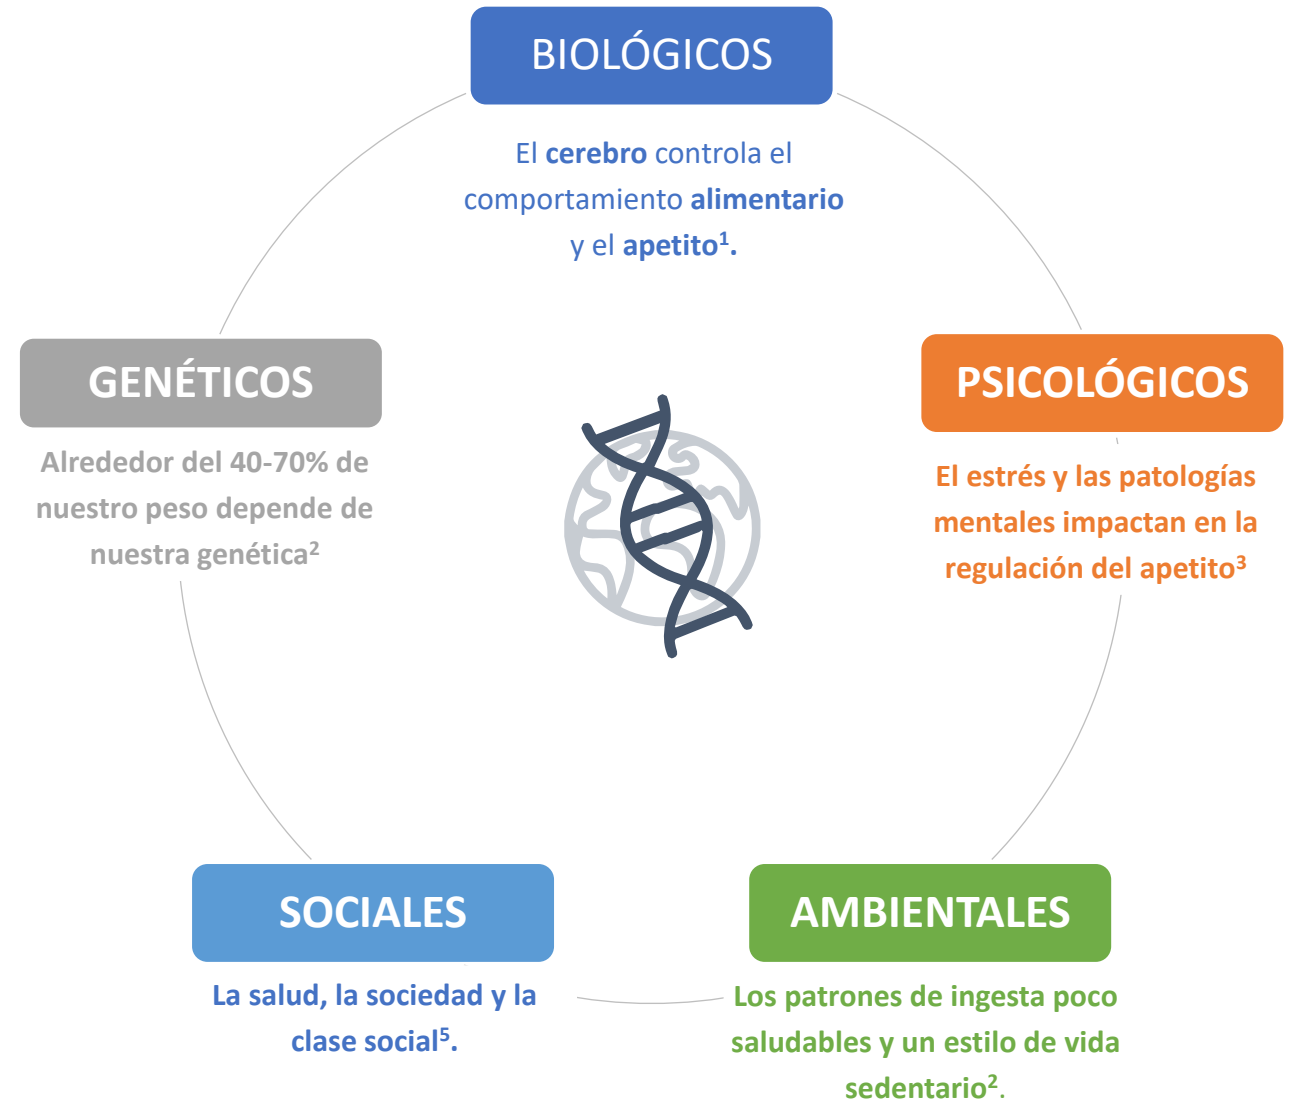 BIOLÓGICOS
El cerebro controla el
comportamiento alimentario
y el apetito¹.
GENÉTICOS
Alrededor del 40-70% de
nuestro peso depende de
nuestra genética²
PSICOLÓGICOS
El estrés y las patologías
mentales impactan en la
regulación del apetito³
SOCIALES
La salud, la sociedad y la
clase social⁵.
AMBIENTALES
Los patrones de ingesta poco
saludables y un estilo de vida
sedentario².